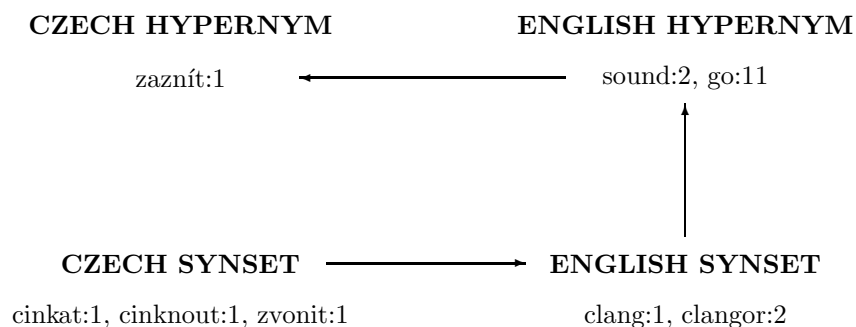 CZECH HYPERNYM ENGLISH HYPERNYM
zaznít:1 sound:2, go:11
CZECH SYNSET ENGLISH SYNSET
cinkat:1, cinknout:1, zvonit:1 clang:1, clangor:2